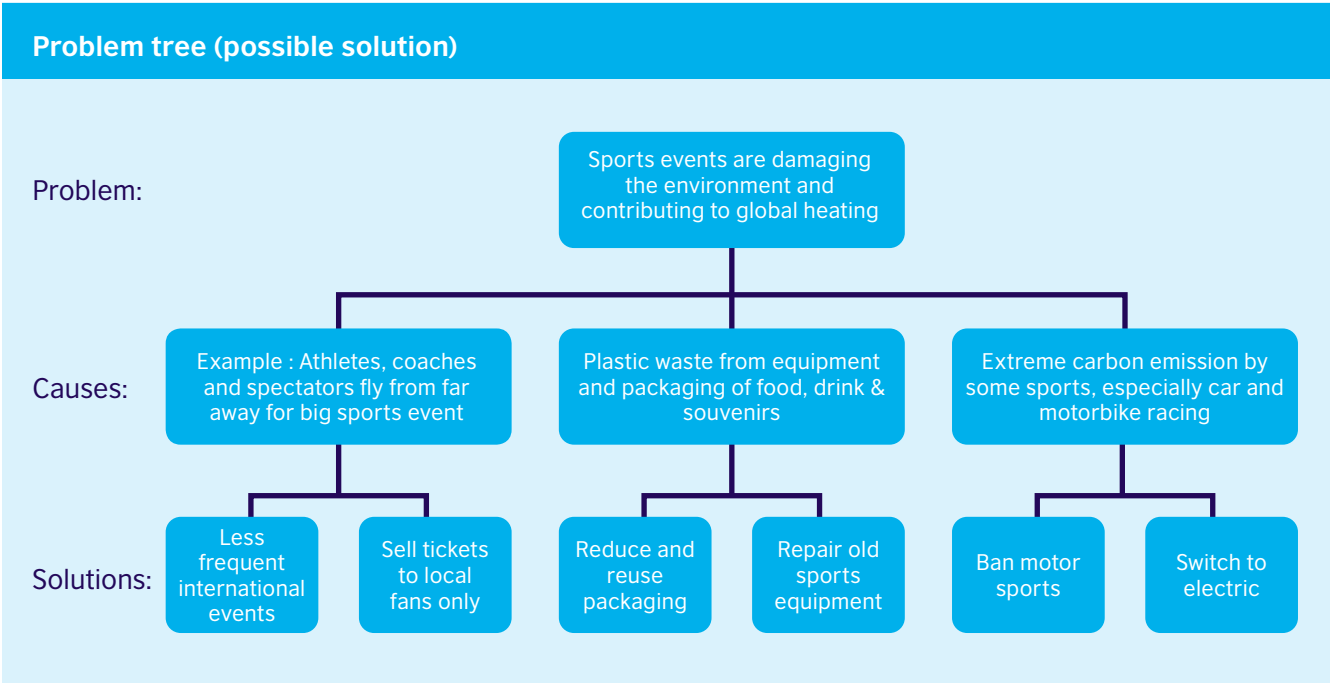 Problem tree (possible solution)
Problem:
Sports events are damaging
the environment and
contributing to global heating
Causes:
Example : Athletes, coaches
and spectators fly from far
away for big sports event
Plastic waste from equipment
and packaging of food, drink &
souvenirs
Extreme carbon emission by
some sports, especially car and
motorbike racing
Solutions:
Less
frequent
international
events
Sell tickets
to local
fans only
Reduce and
reuse
packaging
Repair old
sports
equipment
Ban motor
sports
Switch to
electric